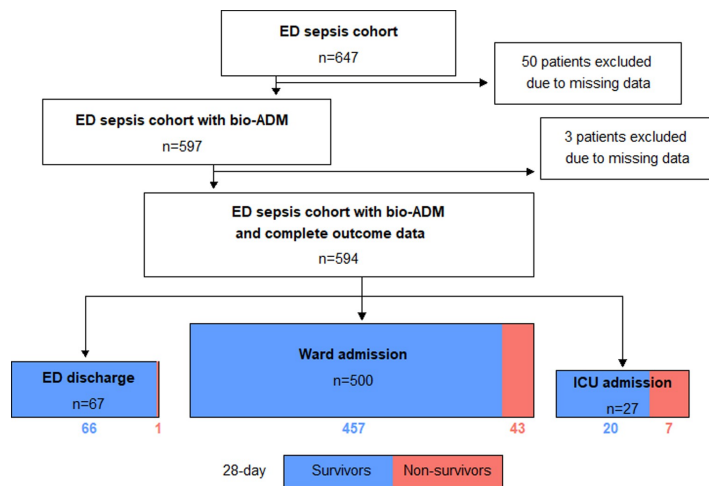 ED sepsis cohort
n=647
50 patients excluded
due to missing data
ED sepsis cohort with bio-ADM
n=597
3 patients excluded
due to missing data
ED sepsis cohort with bio-ADM
and complete outcome data
n=594
ED discharge
n=67
66 1
Ward admission
n=500
457 43
ICU admission
n=27
20 7
28-day Survivors Non-survivors